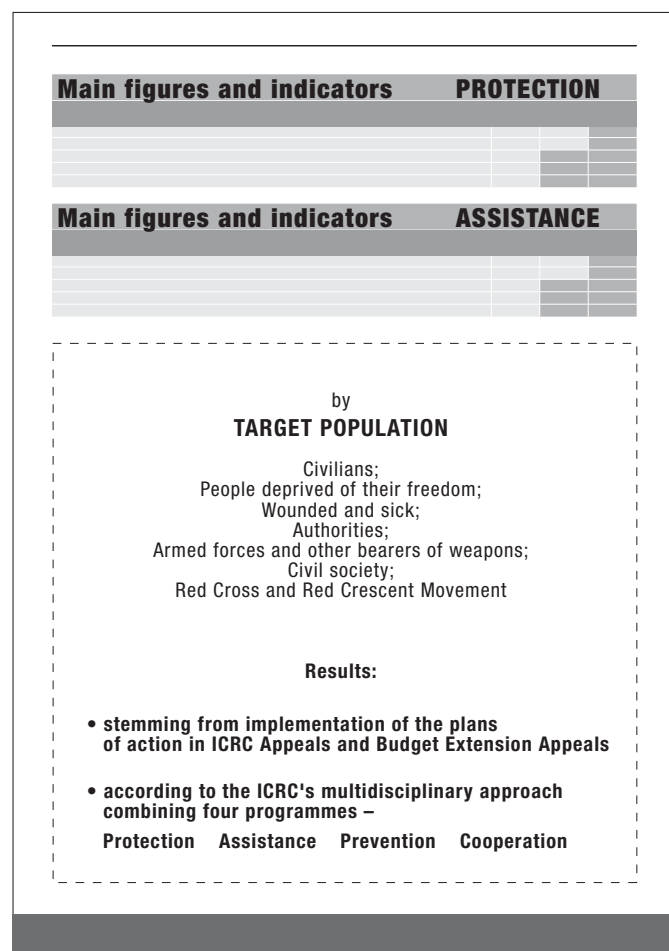 Main figures and indicators PROTECTION
Main figures and indicators ASSISTANCE
by
TARGET POPULATION
Civilians;
People deprived of their freedom;
Wounded and sick;
Authorities;
Armed forces and other bearers of weapons;
Civil society;
Red Cross and Red Crescent Movement
Results:
• stemming from implementation of the plans
of action in ICRC Appeals and Budget Extension Appeals
• according to the ICRC's multidisciplinary approach
combining four programmes –
Protection Assistance Prevention Cooperation